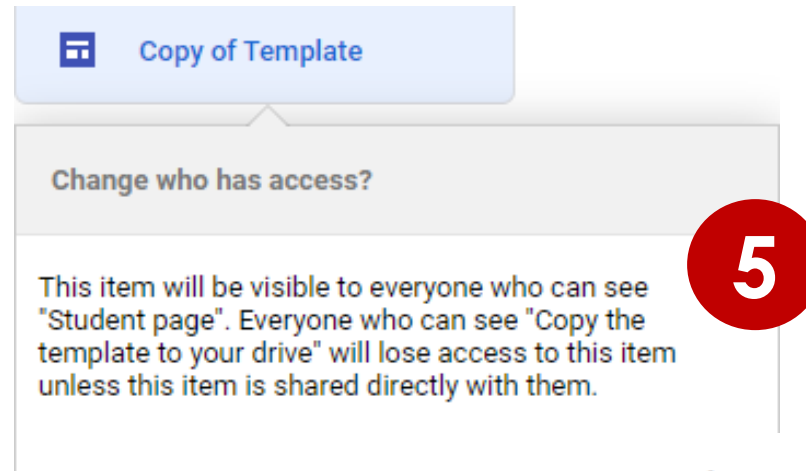 Copy of Template
Change who has access?
5
This item will be visible to everyone who can see
"Student page". Everyone who can see "Copy the
template to your drive" will lose access to this item
unless this item is shared directly with them.